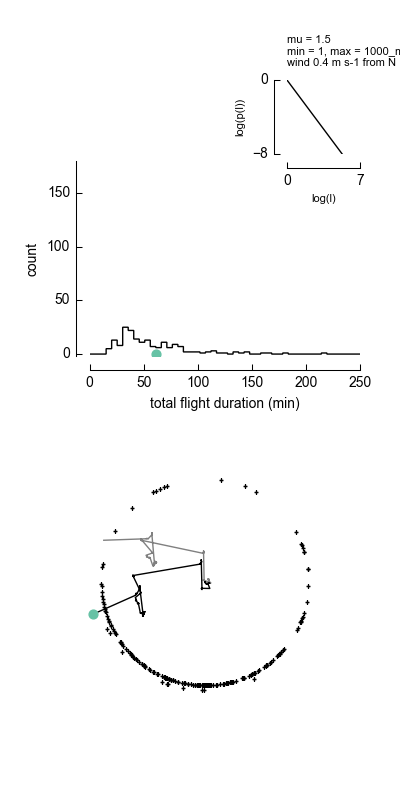 mu = 1.5
min = 1, max = 1000_m
wind 0.4 m s-1 from N
0
log(p(l))
−8
0 7
log(l)
150
100
50
0
count
0 50 100 150 200 250
total flight duration (min)